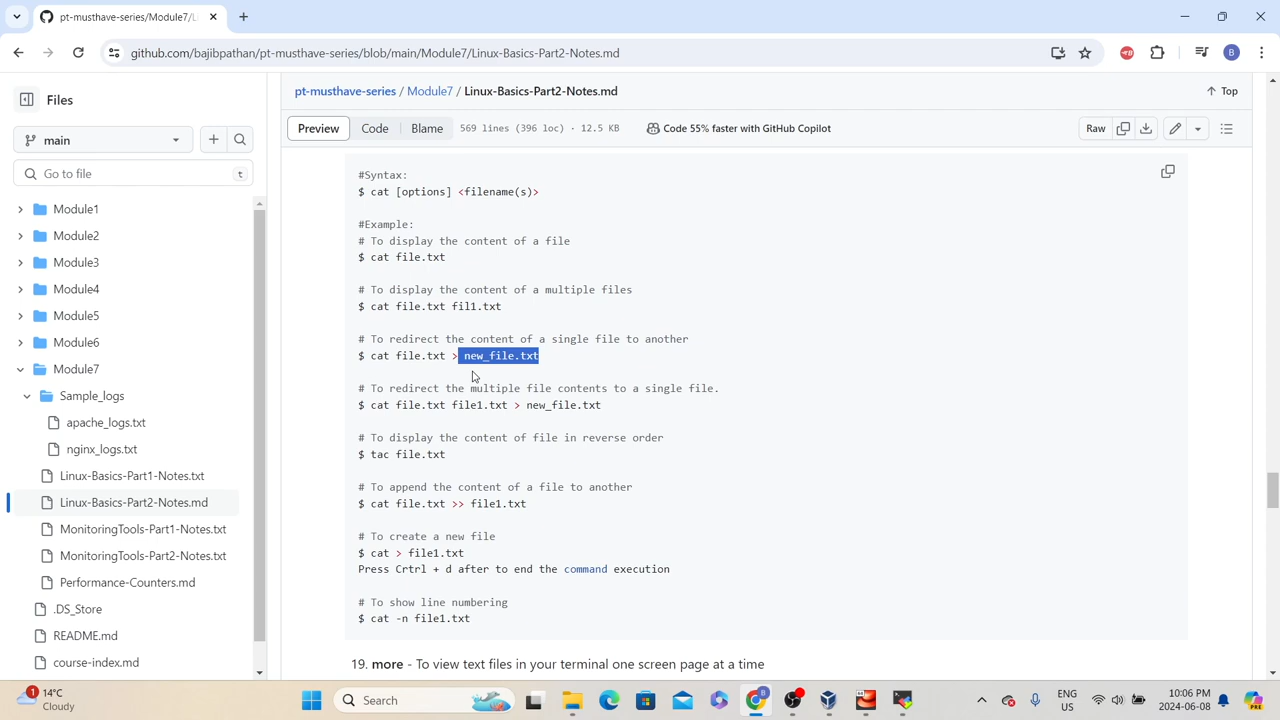 pt-musthave-series/Module7/L
github.com/bajibpathan/pt-musthave-series/blob/main/Module7/Linux-Basics-Part2-Notes.md
B
Files
main
Go to file
t
Module1
Module2
Module3
Module4
Module5
Module6
Module7
Sample_logs
apache_logs.txt
nginx_logs.txt
Linux-Basics-Part1-Notes.txt
Linux-Basics-Part2-Notes.md
MonitoringTools-Part1-Notes.txt
MonitoringTools-Part2-Notes.txt
Performance-Counters.md
.DS_Store
README.md
course-index.md
pt-musthave-series / Module7 / Linux-Basics-Part2-Notes.md
Top
Preview Code Blame 569 lines (396 loc) · 12.5 KB Code 55% faster with GitHub Copilot
Raw
#Syntax:
$ cat [options] <filename(s)>
#Example:
# To display the content of a file
$ cat file.txt
# To display the content of a multiple files
$ cat file.txt fil1.txt
# To redirect the content of a single file to another
$ cat file.txt > new_file.txt
# To redirect the multiple file contents to a single file.
$ cat file.txt file1.txt > new_file.txt
# To display the content of file in reverse order
$ tac file.txt
# To append the content of a file to another
$ cat file.txt >> file1.txt
# To create a new file
$ cat > file1.txt
Press Crtrl + d after to end the command execution
# To show line numbering
$ cat -n file1.txt
19. more - To view text files in your terminal one screen page at a time
1
14°C
Cloudy
Search
ENG
CAFR
10:06 PM
2024-06-08